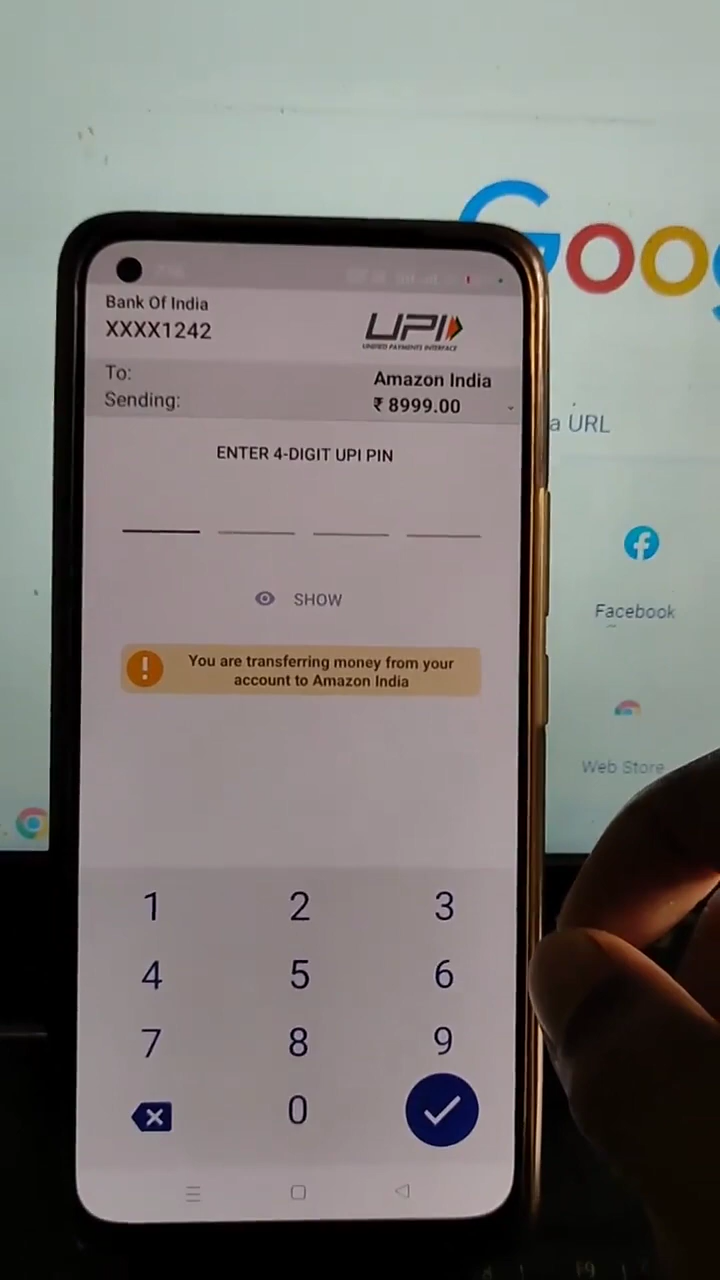 Goo
Bank Of India
XXXX1242
UPI
UNIFIED PAYMENTS INTERFACE
To:
Amazon India
Sending:
₹ 8999.00
a URL
ENTER 4-DIGIT UPI PIN
SHOW
Facebook
You are transferring money from your
account to Amazon India
Web Store
1 2 3
4 5 6
7 8 9
0